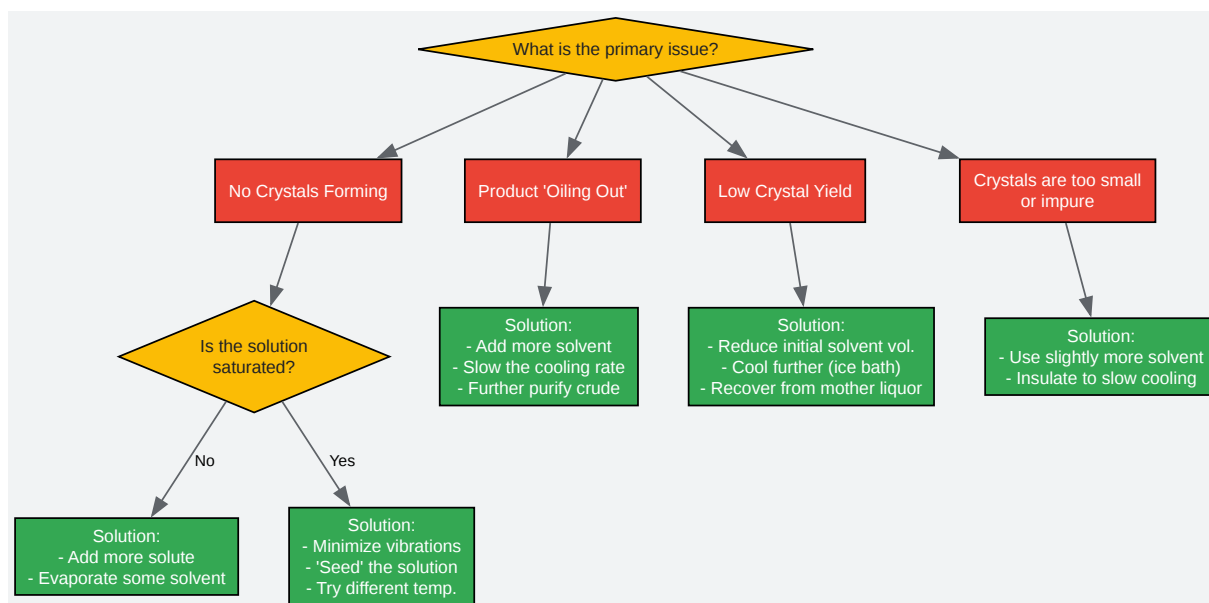 What is the primary issue?
No Crystals Forming
Product 'Oiling Out'
Low Crystal Yield
Crystals are too small
or impure
Is the solution
saturated?
Solution:
- Add more solvent
- Slow the cooling rate
- Further purify crude
Solution:
- Reduce initial solvent vol.
- Cool further (ice bath)
- Recover from mother liquor
Solution:
- Use slightly more solvent
- Insulate to slow cooling
No
Yes
Solution:
- Add more solute
- Evaporate some solvent
Solution:
- Minimize vibrations
- 'Seed' the solution
- Try different temp.